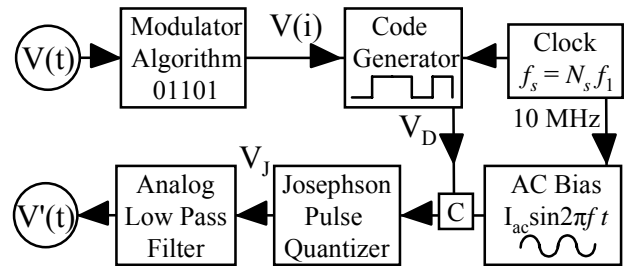 V(t)
Modulator
Algorithm
01101
V(i)
Code
Generator
Clock
f_s = N_s f_1
10 MHz
V_D
V'(t)
Analog
Low Pass
Filter
V_J
Josephson
Pulse
Quantizer
C
AC Bias
I_ac sin2πf t